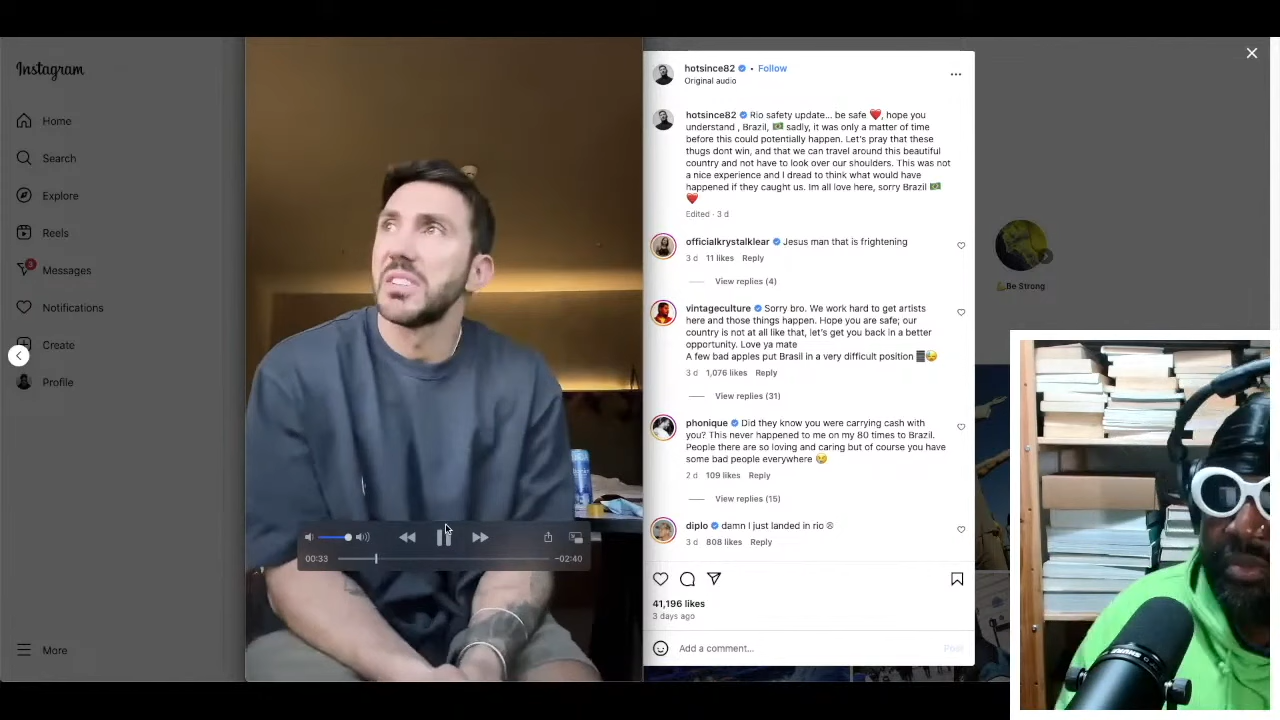 Instagram
Home
Search
Explore
Reels
3
Messages
Notifications
Create
Profile
More
00:33
-02:40
hotsince82 • Follow
Original audio
hotsince82 Rio safety update... be safe ❤️, hope you
understand , Brazil, 🇧🇷 sadly, it was only a matter of time
before this could potentially happen. Let's pray that these
thugs dont win, and that we can travel around this beautiful
country and not have to look over our shoulders. This was not
a nice experience and I dread to think what would have
happened if they caught us. Im all love here, sorry Brazil 🇧🇷
❤️
Edited · 3 d
officialkrystalklear Jesus man that is frightening
3 d 11 likes Reply
View replies (4)
vintageculture Sorry bro. We work hard to get artists
here and those things happen. Hope you are safe; our
country is not at all like that, let's get you back in a better
opportunity. Love ya mate
A few bad apples put Brasil in a very difficult position
3 d 1,076 likes Reply
View replies (31)
phonique Did they know you were carrying cash with
you? This never happened to me on my 80 times to Brazil.
People there are so loving and caring but of course you have
some bad people everywhere 😢
2 d 109 likes Reply
View replies (15)
diplo damn I just landed in rio ☹
3 d 808 likes Reply
41,196 likes
3 days ago
Add a comment...
Post
💪Be Strong